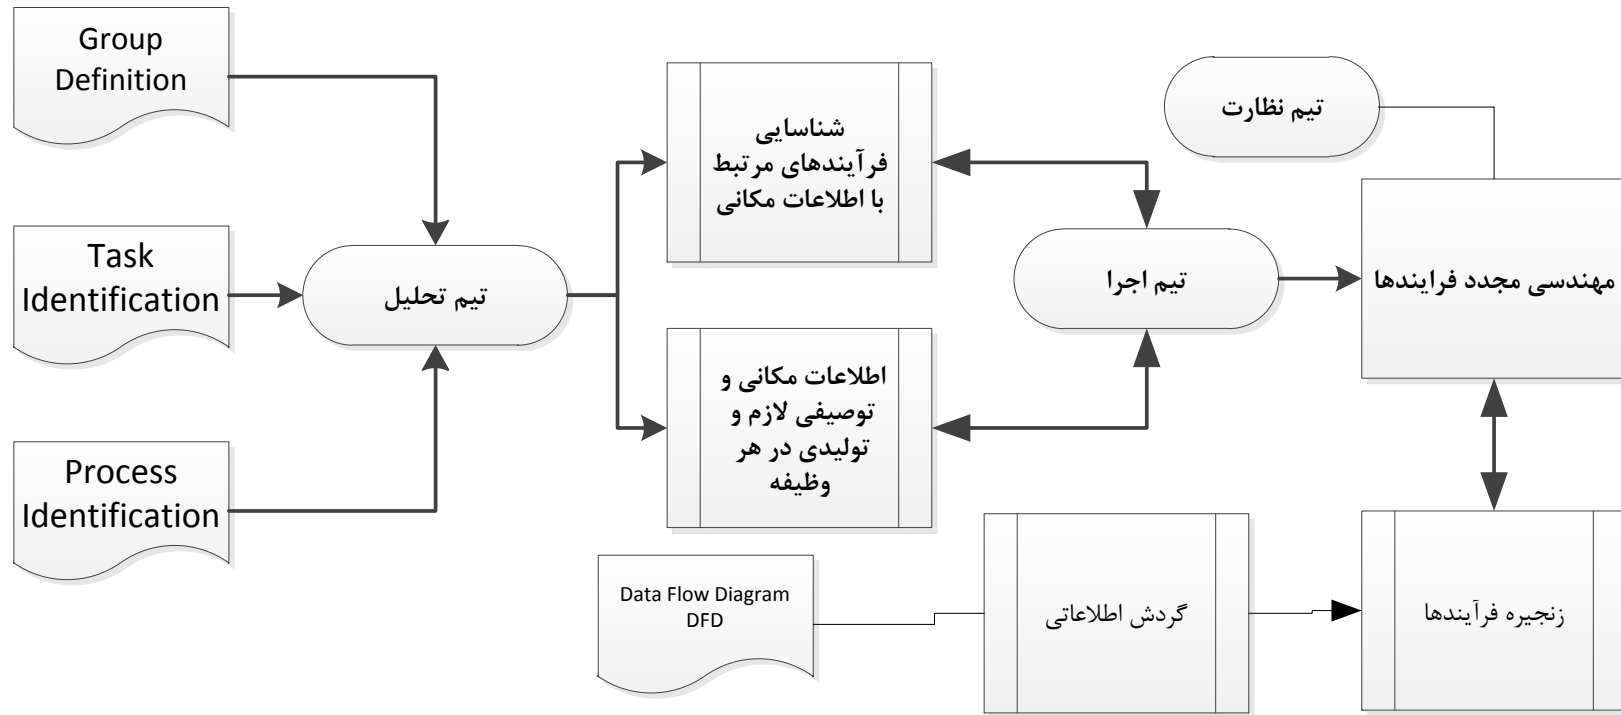 Group
Definition
Task
Identification
Process
Identification
تیم تحلیل
شناسایی
فرآیندهای مرتبط
با اطلاعات مکانی
اطلاعات مکانی و
توصیفی لازم و
تولیدی در هر
وظیفه
تیم نظارت
تیم اجرا
مهندسی مجدد فرایندها
Data Flow Diagram
DFD
گردش اطلاعاتی
زنجیره فرآیندها